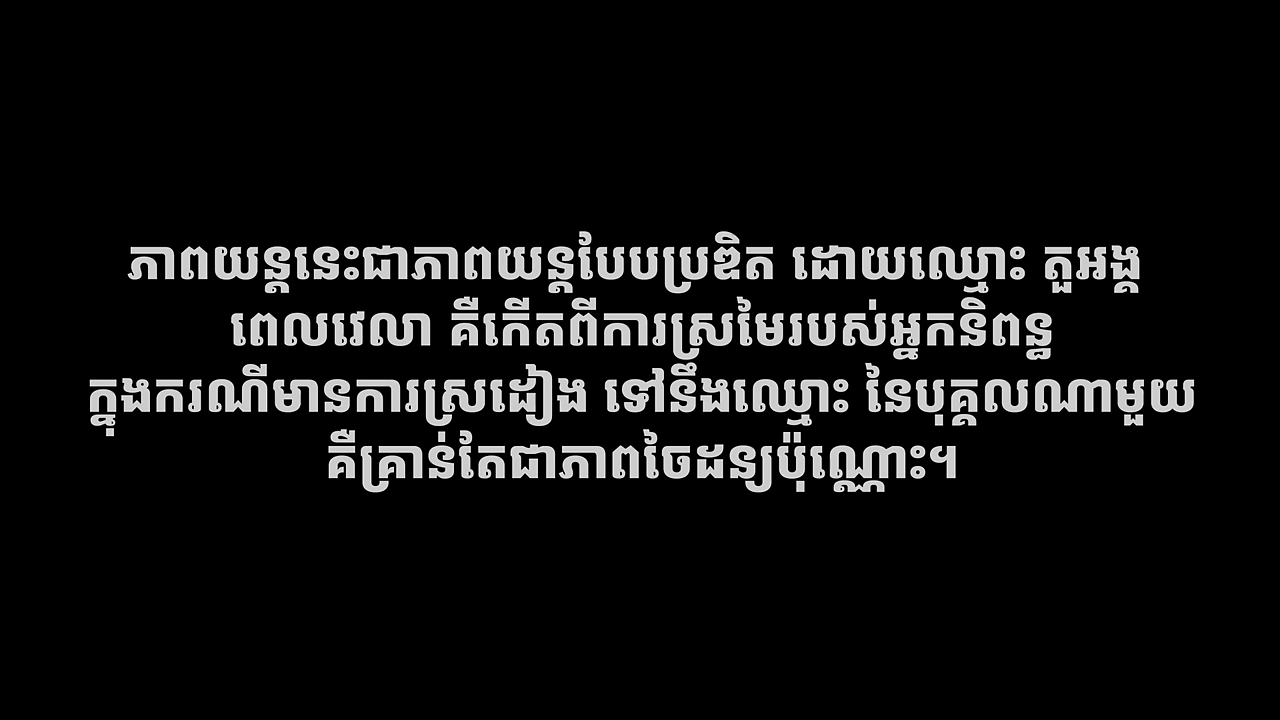 ភាពយន្តនេះជាភាពយន្តបែបប្រឌិត ដោយឈ្មោះ តួអង្គ
ពេលវេលា គឺកើតពីការស្រមៃរបស់អ្នកនិពន្ធ
ក្នុងករណីមានការស្រដៀង ទៅនឹងឈ្មោះ នៃបុគ្គលណាមួយ
គឺគ្រាន់តែជាភាពចៃដន្យប៉ុណ្ណោះ។